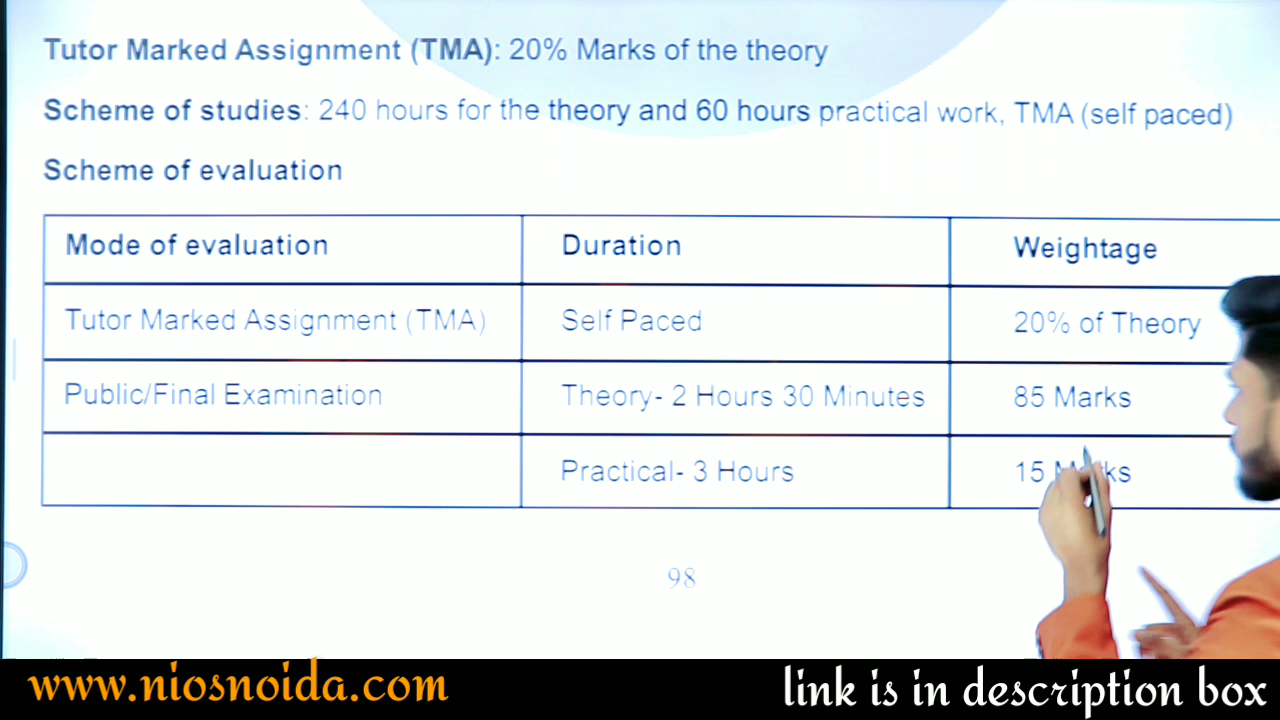 Tutor Marked Assignment (TMA): 20% Marks of the theory
Scheme of studies: 240 hours for the theory and 60 hours practical work, TMA (self paced)
Scheme of evaluation
Mode of evaluation Duration Weightage
Tutor Marked Assignment (TMA) Self Paced 20% of Theory
Public/Final Examination Theory- 2 Hours 30 Minutes 85 Marks
Practical- 3 Hours 15 Marks
98
www.niosnoida.com link is in description box